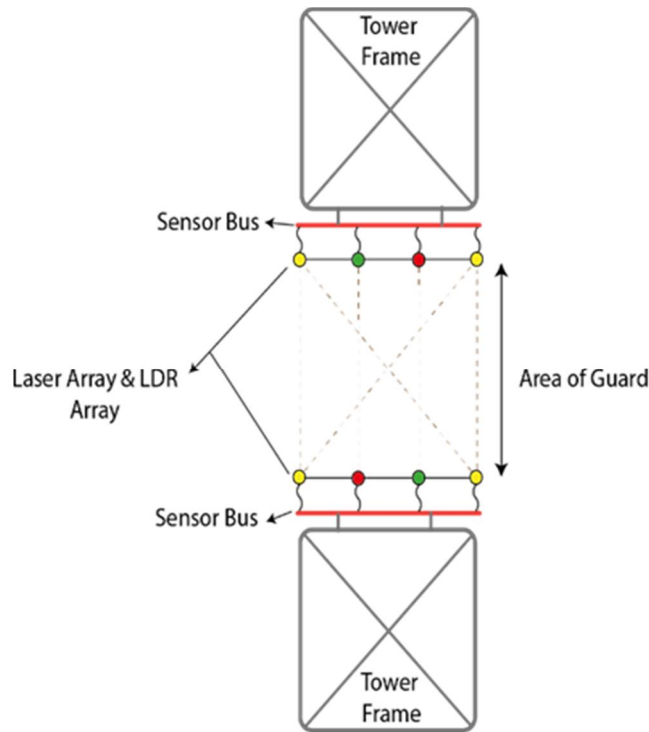 Tower
Frame
Sensor Bus
Laser Array & LDR
Array
Area of Guard
Sensor Bus
Tower
Frame